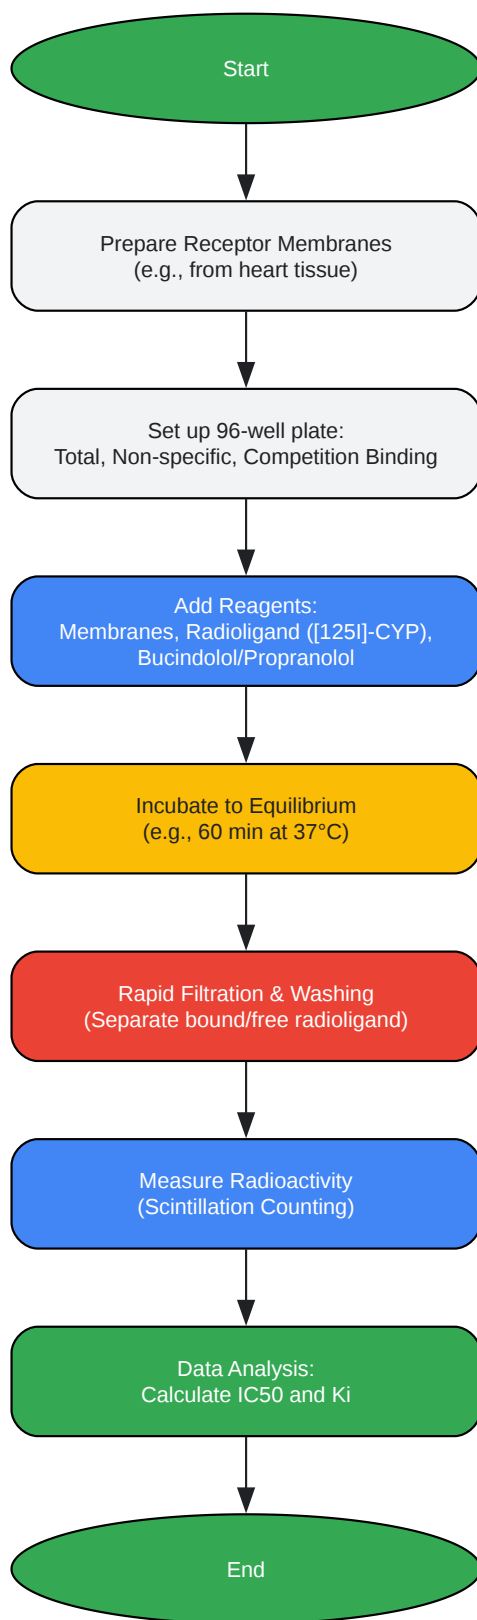 Start
Prepare Receptor Membranes
(e.g., from heart tissue)
Set up 96-well plate:
Total, Non-specific, Competition Binding
Add Reagents:
Membranes, Radioligand ([125I]-CYP),
Bucindolol/Propranolol
Incubate to Equilibrium
(e.g., 60 min at 37°C)
Rapid Filtration & Washing
(Separate bound/free radioligand)
Measure Radioactivity
(Scintillation Counting)
Data Analysis:
Calculate IC50 and Ki
End